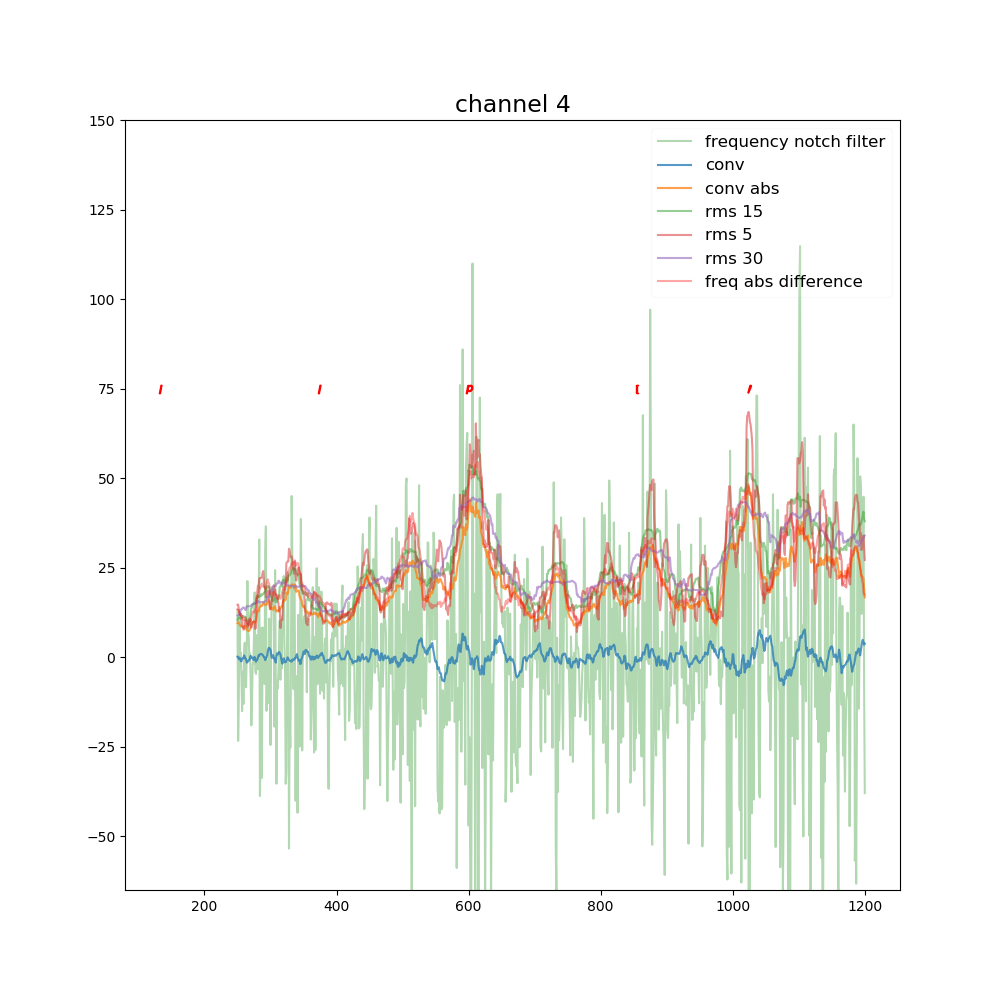 channel 4
150
125
100
75
50
25
0
−25
−50
200 400 600 800 1000 1200
frequency notch filter
conv
conv abs
rms 15
rms 5
rms 30
freq abs difference